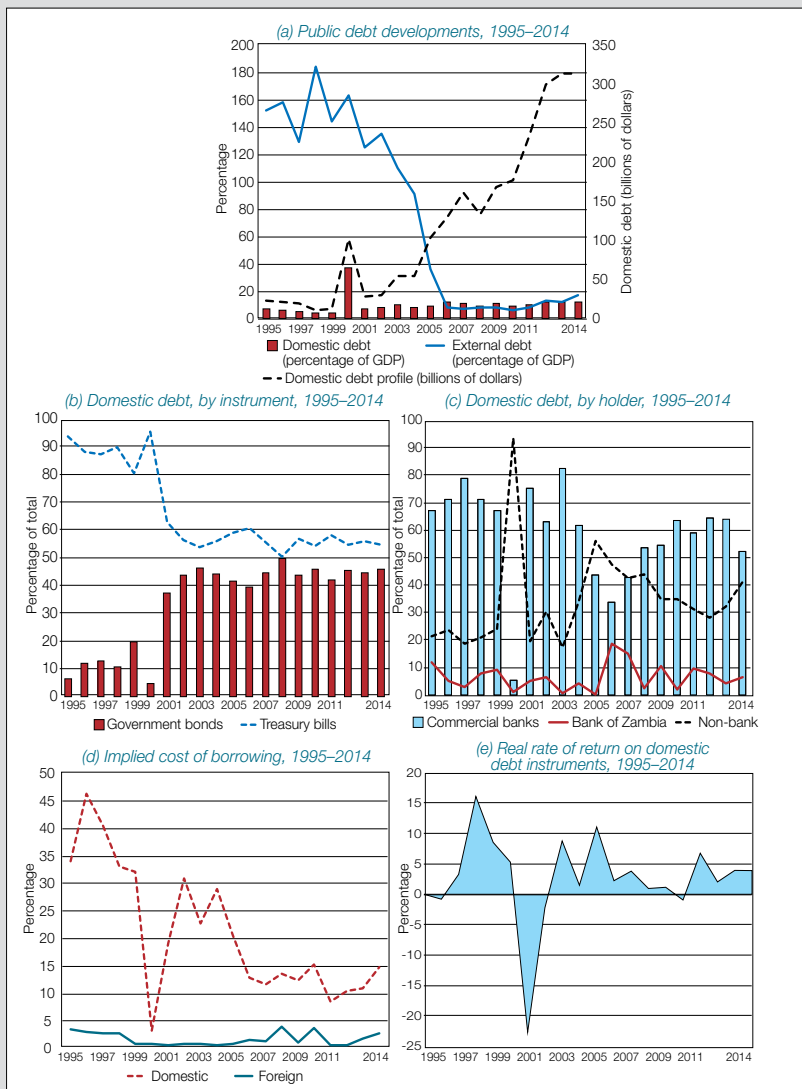 (a) Public debt developments, 1995–2014
Percentage
200
180
160
140
120
100
80
60
40
20
0
Domestic debt (billions of dollars)
350
300
250
200
150
100
50
0
1995 1997 1999 2001 2003 2005 2007 2009 2011 2014
Domestic debt
(percentage of GDP)
External debt
(percentage of GDP)
Domestic debt profile (billions of dollars)
(b) Domestic debt, by instrument, 1995–2014
Percentage of total
100
90
80
70
60
50
40
30
20
10
0
1995 1997 1999 2001 2003 2005 2007 2009 2011 2014
Government bonds Treasury bills
(c) Domestic debt, by holder, 1995–2014
Percentage of total
100
90
80
70
60
50
40
30
20
10
0
1995 1997 1999 2001 2003 2005 2007 2009 2011 2014
Commercial banks Bank of Zambia Non-bank
(d) Implied cost of borrowing, 1995–2014
Percentage
50
45
40
35
30
25
20
15
10
5
0
1995 1997 1999 2001 2003 2005 2007 2009 2011 2014
Domestic Foreign
(e) Real rate of return on domestic
debt instruments, 1995–2014
Percentage
20
15
10
5
0
-5
-10
-15
-20
-25
1995 1997 1999 2001 2003 2005 2007 2009 2011 2014